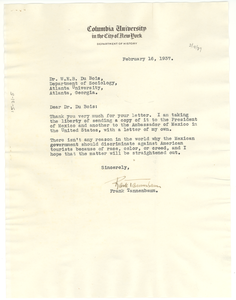 Columbia University
in the City of New York
DEPARTMENT OF HISTORY
February 16, 1937.
Dr. W.E.B. Du Bois
Department of Sociology,
Atlanta University,
Atlanta, Georgia.
Dear Dr. Du Bois:
Thank you very much for your letter. I am taking
the liberty of sending a copy of it to the President
of Mexico and another to the Ambassador of Mexico in
the United States, with a letter of my own.
There isn't any reason in the world why the Mexican
government should discriminate against American
tourists because of race, color, or creed, and I
hope that the matter will be straightened out.
Sincerely,
Frank Tannenbaum
Frank Tannenbaum.